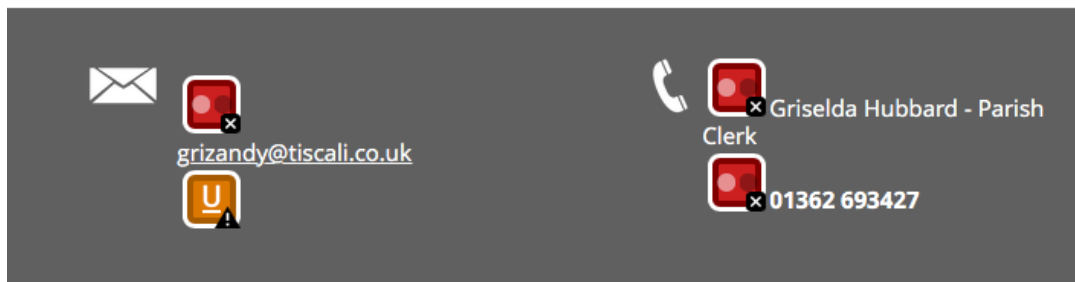 grizandy@tiscali.co.uk
U
Griselda Hubbard - Parish
Clerk
01362 693427